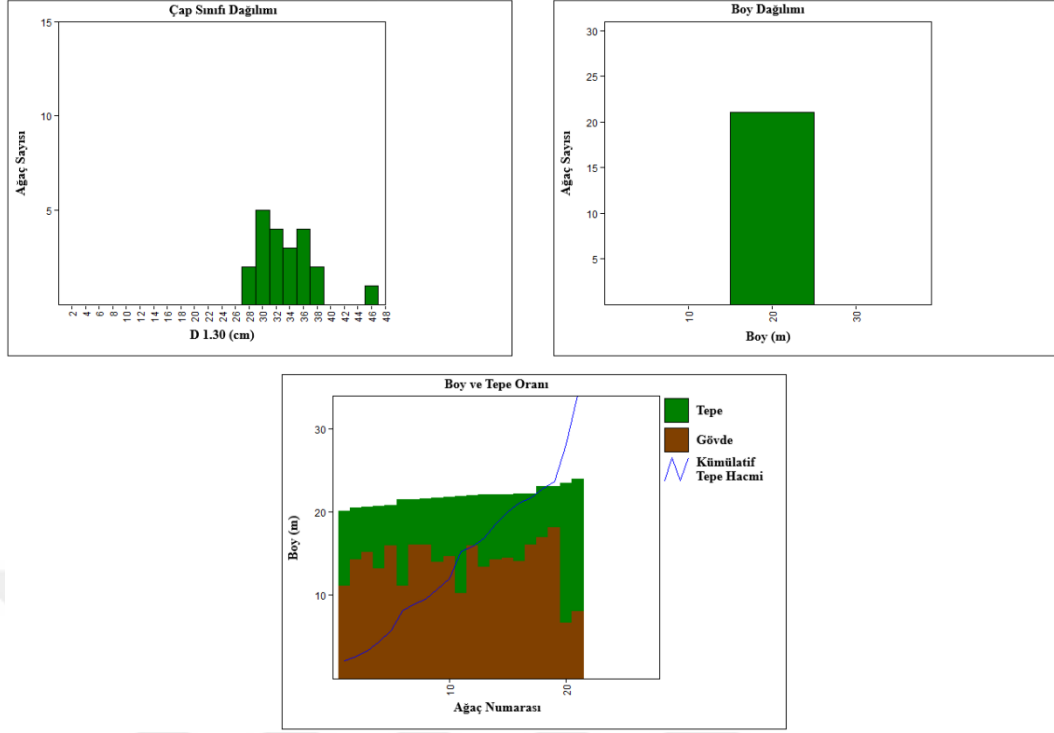 Çap Sınıfı Dağılımı
15
10
5
Ağaç Sayısı
2 4 6 8 10 12 14 16 18 20 22 24 26 28 30 32 34 36 38 40 42 44 46 48
D 1.30 (cm)
Boy Dağılımı
30
25
20
15
10
5
Ağaç Sayısı
10 20 30
Boy (m)
Boy ve Tepe Oranı
30
20
10
Boy (m)
10 20
Ağaç Numarası
Tepe
Gövde
Kümülatif
Tepe Hacmi